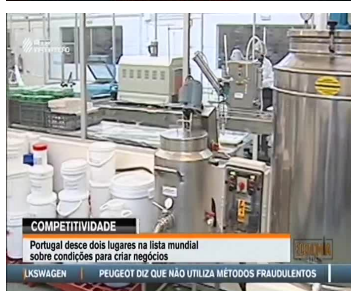 COMPETITIVIDADE
Portugal desce dois lugares na lista mundial
sobre condições para criar negócios
LKSWAGEN | PEUGEOT DIZ QUE NÃO UTILIZA MÉTODOS FRAUDULENTOS